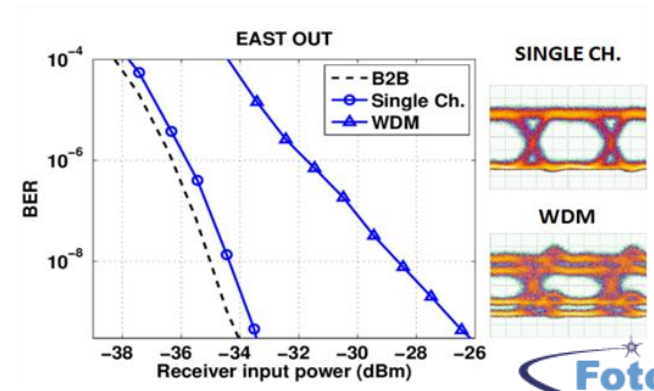 EAST OUT
SINGLE CH.
10⁻⁴
10⁻⁶
10⁻⁸
BER
B2B
Single Ch.
WDM
WDM
−38 −36 −34 −32 −30 −28 −26
Receiver input power (dBm)
Foto